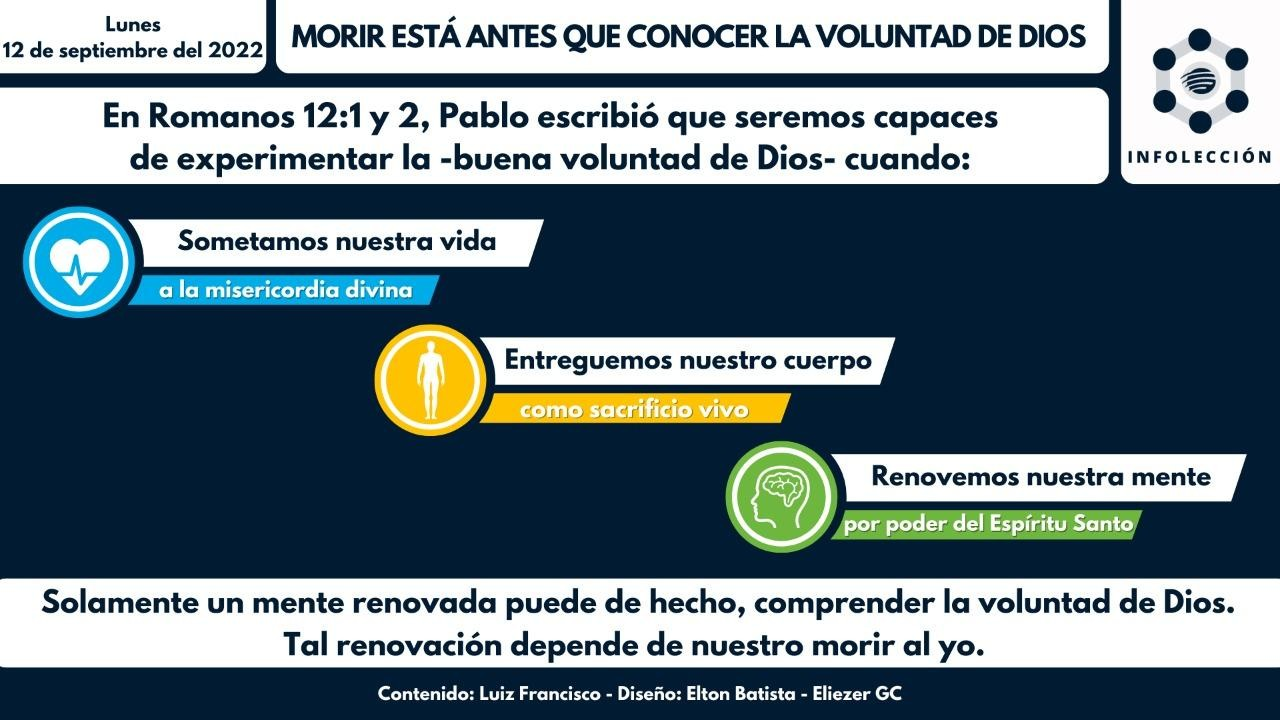 Lunes
12 de septiembre del 2022
MORIR ESTÁ ANTES QUE CONOCER LA VOLUNTAD DE DIOS
INFOLECCIÓN
En Romanos 12:1 y 2, Pablo escribió que seremos capaces
de experimentar la -buena voluntad de Dios- cuando:
Sometamos nuestra vida
a la misericordia divina
Entreguemos nuestro cuerpo
como sacrificio vivo
Renovemos nuestra mente
por poder del Espíritu Santo
Solamente un mente renovada puede de hecho, comprender la voluntad de Dios.
Tal renovación depende de nuestro morir al yo.
Contenido: Luiz Francisco - Diseño: Elton Batista - Eliezer GC